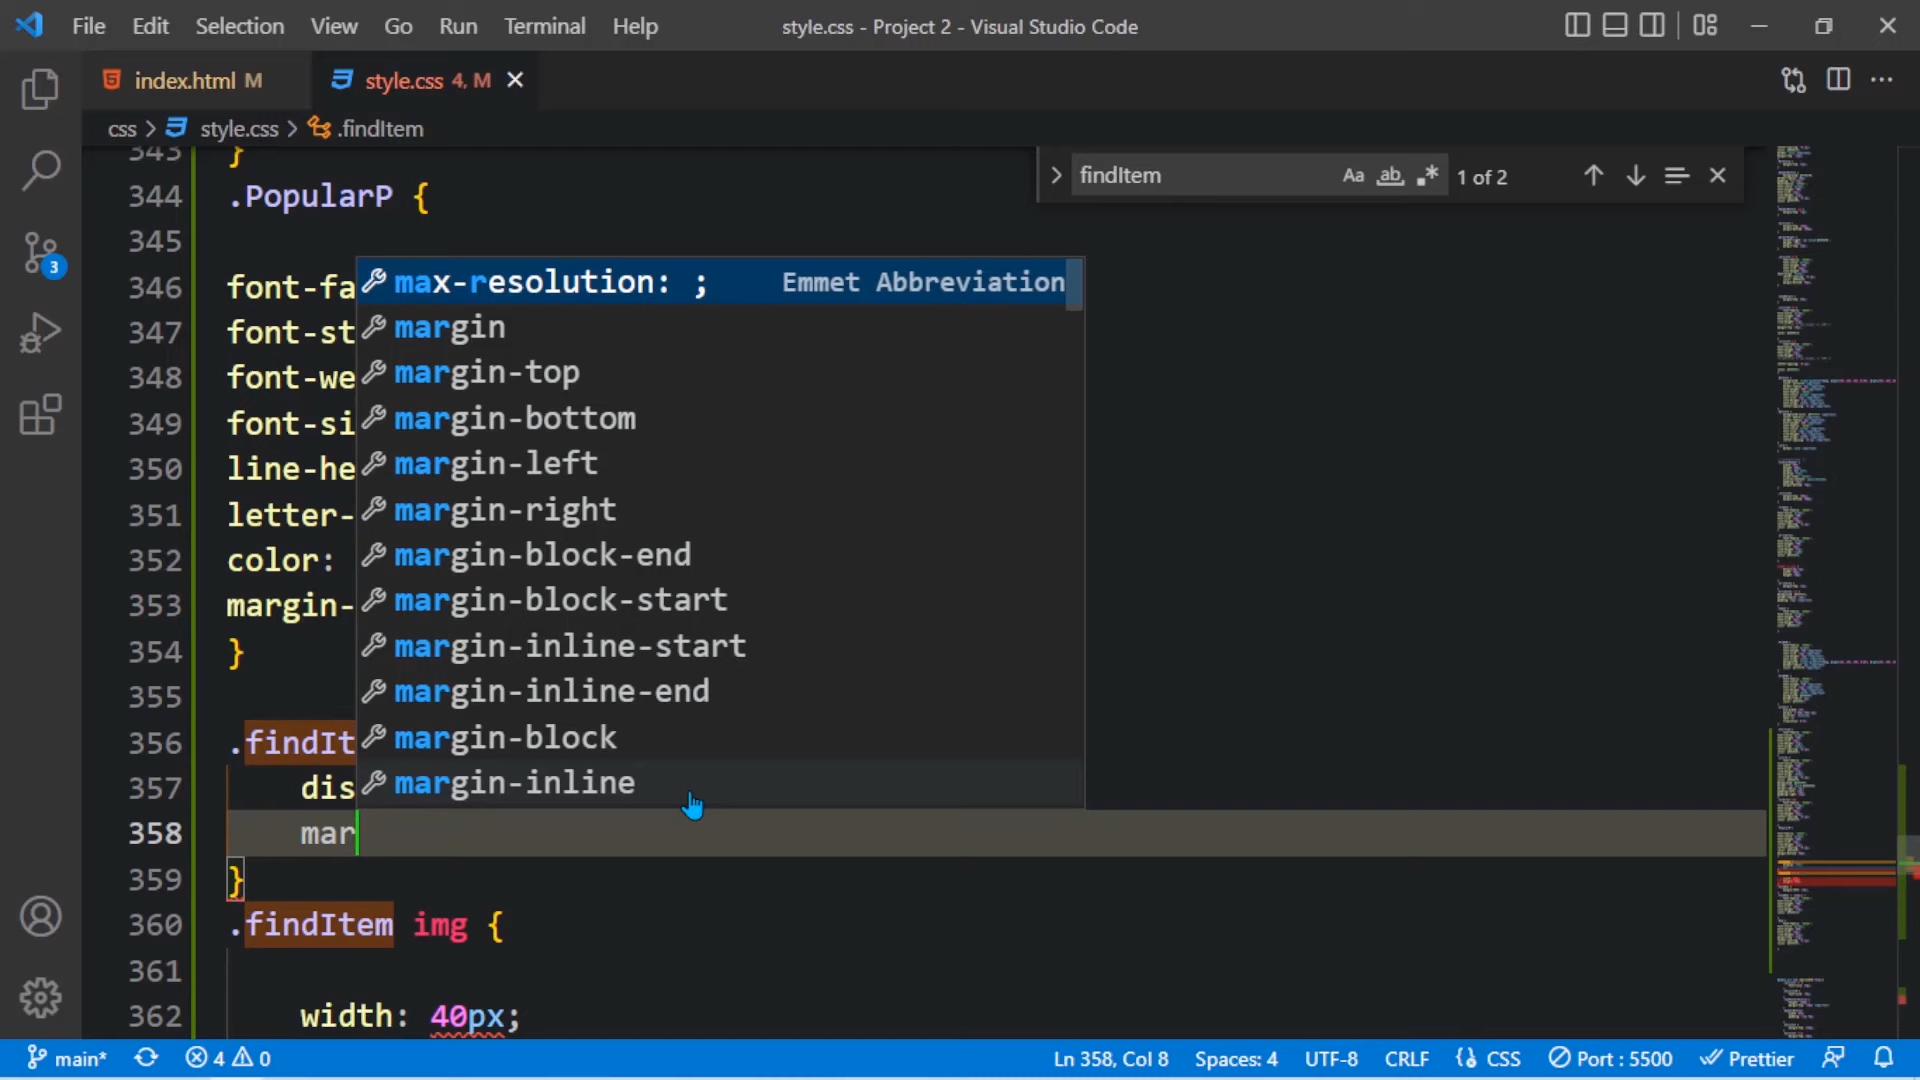 File Edit Selection View Go Run Terminal Help style.css - Project 2 - Visual Studio Code
index.html M style.css 4, M
css > style.css > .findItem
findItem Aa ab 1 of 2
343 }
344 .PopularP {
345
346 font-fa
347 font-st
348 font-we
349 font-si
350 line-he
351 letter-
352 color:
353 margin-
354 }
355
356 .findIt
357 dis
358 mar
359 }
360 .findItem img {
361
362 width: 40px;
max-resolution: ; Emmet Abbreviation
margin
margin-top
margin-bottom
margin-left
margin-right
margin-block-end
margin-block-start
margin-inline-start
margin-inline-end
margin-block
margin-inline
3
main* 4 0 Ln 358, Col 8 Spaces: 4 UTF-8 CRLF CSS Port : 5500 Prettier